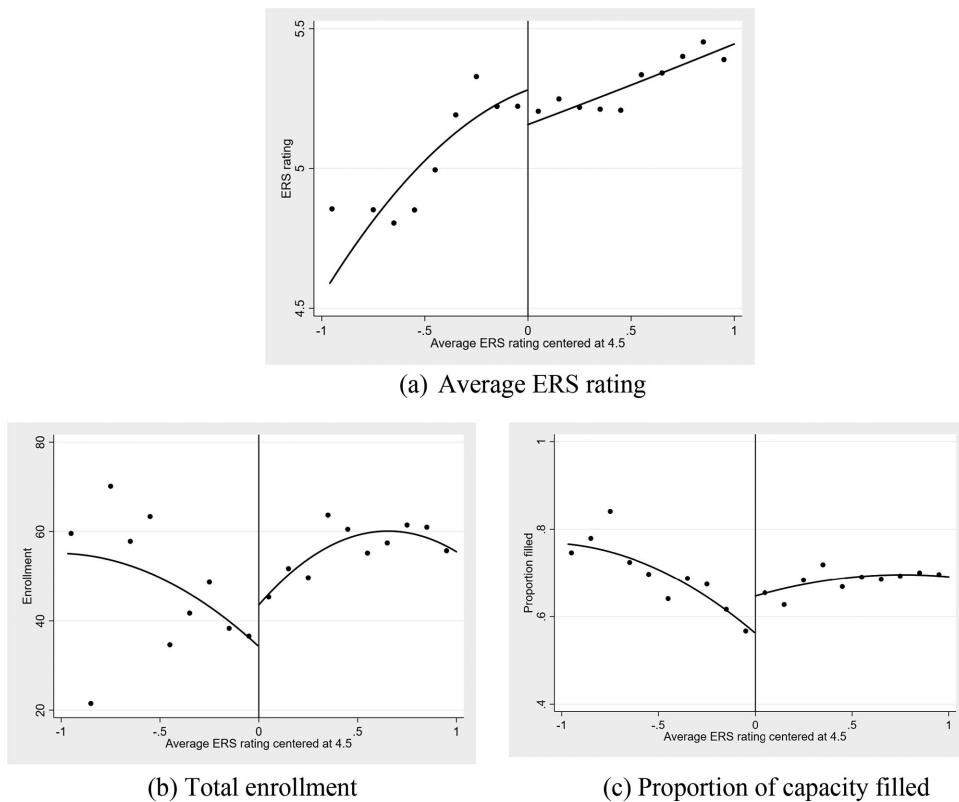 5.5
5
4.5
ERS rating
-1 -.5 0 .5 1
Average ERS rating centered at 4.5
(a) Average ERS rating
80
60
40
20
Enrollment
-1 -.5 0 .5 1
Average ERS rating centered at 4.5
(b) Total enrollment
1
.8
.6
.4
Proportion filled
-1 -.5 0 .5 1
Average ERS rating centered at 4.5
(c) Proportion of capacity filled